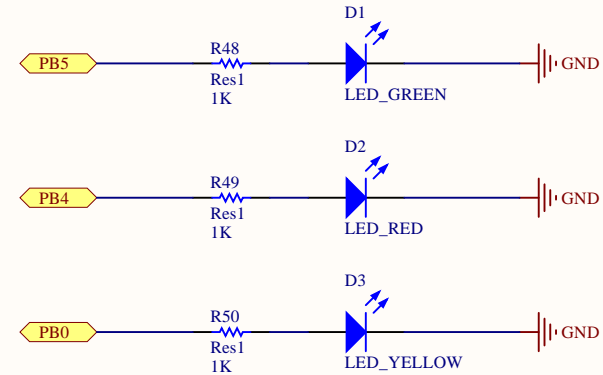 D1
PB5
R48
Res1
1K
LED_GREEN
GND
D2
PB4
R49
Res1
1K
LED_RED
GND
D3
PB0
R50
Res1
1K
LED_YELLOW
GND